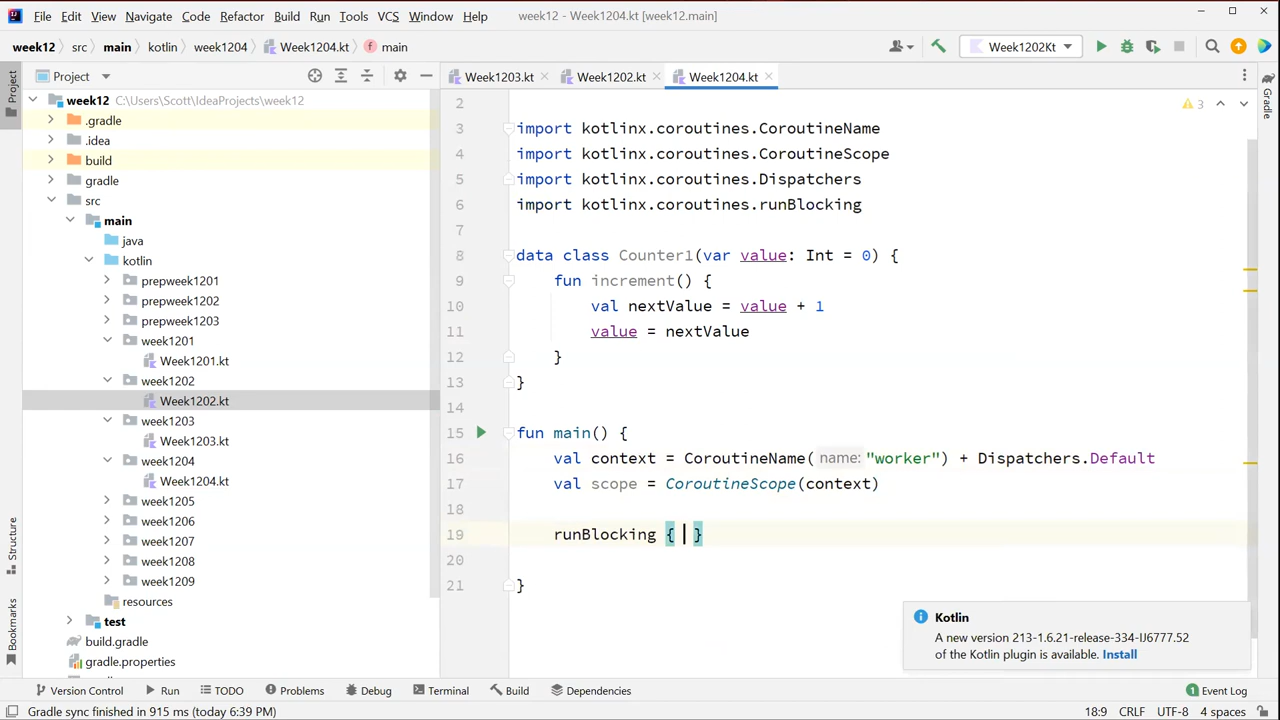 File Edit View Navigate Code Refactor Build Run Tools VCS Window Help week12 - Week1204.kt [week12.main]
week12 src main kotlin week1204 Week1204.kt main Week1202Kt
Project
Project
Week1203.kt Week1202.kt Week1204.kt
Gradle
week12 C:\Users\Scott\IdeaProjects\week12
.gradle
.idea
build
gradle
src
main
java
kotlin
prepweek1201
prepweek1202
prepweek1203
week1201
Week1201.kt
week1202
Week1202.kt
week1203
Week1203.kt
week1204
Week1204.kt
week1205
week1206
week1207
week1208
week1209
resources
test
build.gradle
gradle.properties
Structure
Bookmarks
3
2
3 import kotlinx.coroutines.CoroutineName
4 import kotlinx.coroutines.CoroutineScope
5 import kotlinx.coroutines.Dispatchers
6 import kotlinx.coroutines.runBlocking
7
8 data class Counter1(var value: Int = 0) {
9 fun increment() {
10 val nextValue = value + 1
11 value = nextValue
12 }
13 }
14
15 fun main() {
16 val context = CoroutineName( name: "worker") + Dispatchers.Default
17 val scope = CoroutineScope(context)
18
19 runBlocking { }
20
21 }
Kotlin
A new version 213-1.6.21-release-334-IJ6777.52
of the Kotlin plugin is available. Install
Version Control Run TODO Problems Debug Terminal Build Dependencies 1 Event Log
Gradle sync finished in 915 ms (today 6:39 PM) 18:9 CRLF UTF-8 4 spaces